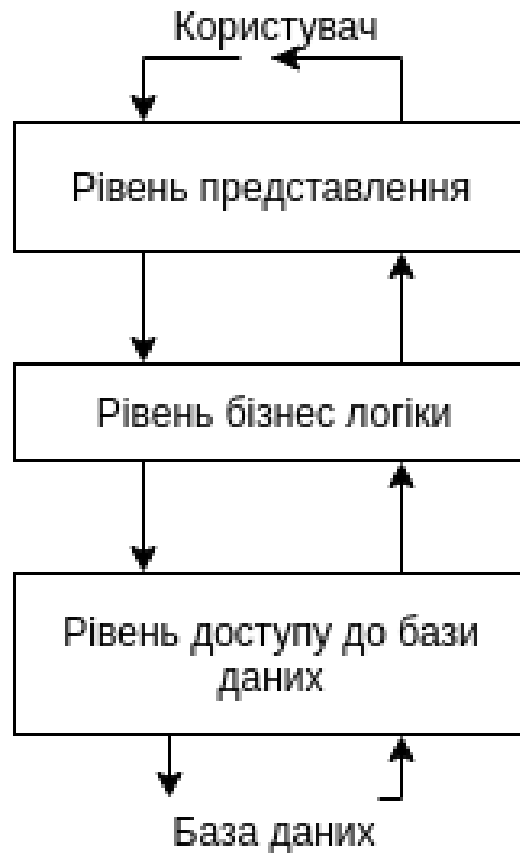 Користувач
Рівень представлення
Рівень бізнес логіки
Рівень доступу до бази
даних
База даних